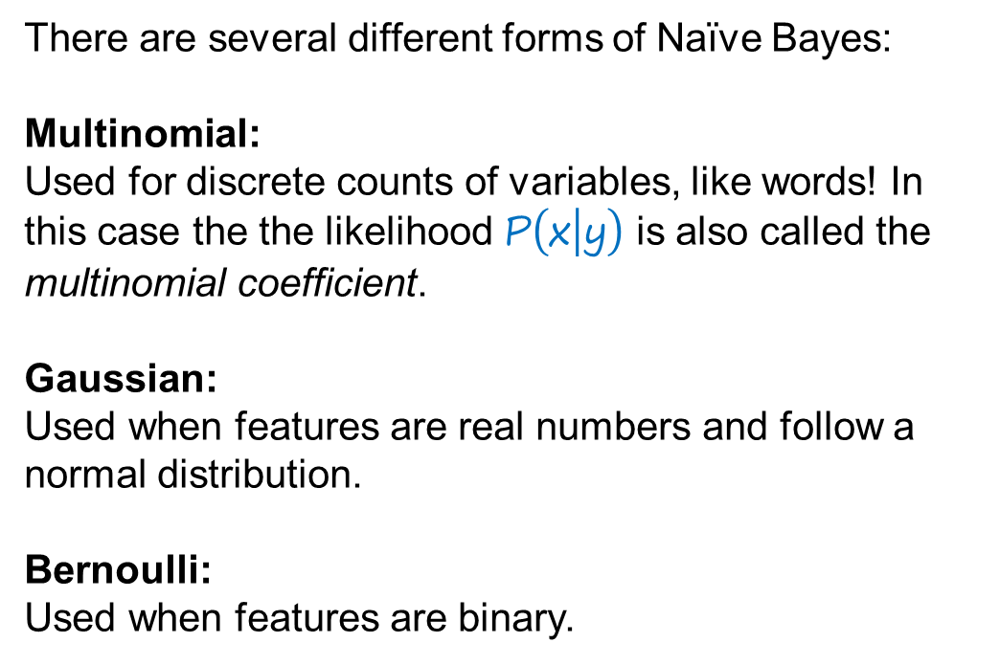 There are several different forms of Naïve Bayes:
Multinomial:
Used for discrete counts of variables, like words! In
this case the the likelihood P(x|y) is also called the
multinomial coefficient.
Gaussian:
Used when features are real numbers and follow a
normal distribution.
Bernoulli:
Used when features are binary.